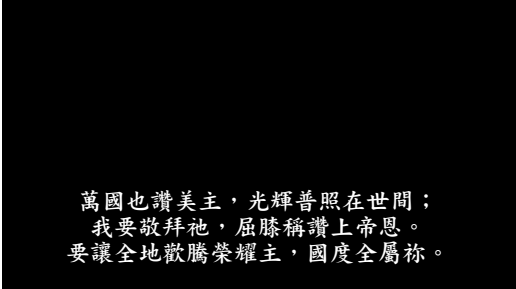 萬國也讚美主，光輝普照在世間；
我要敬拜祂，屈膝稱讚上帝恩。
要讓全地歡騰榮耀主，國度全屬祢。